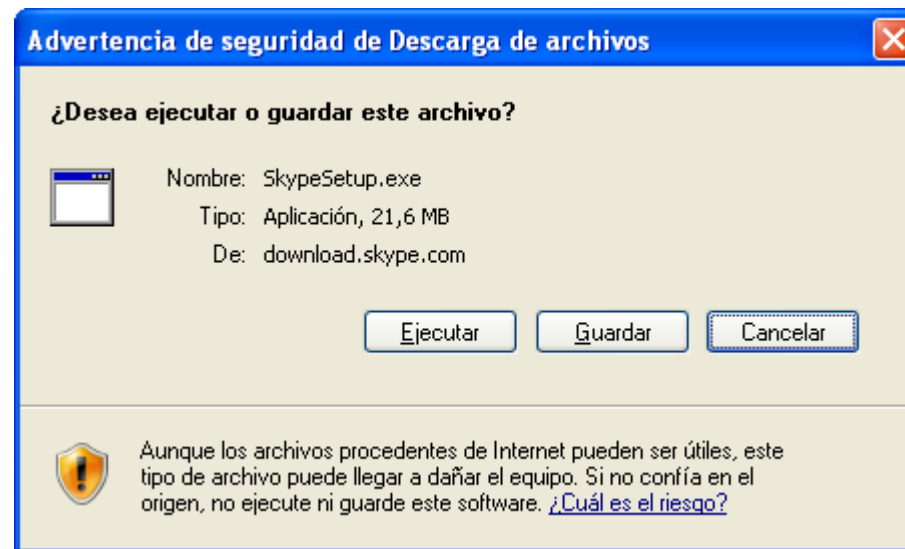 Advertencia de seguridad de Descarga de archivos
¿Desea ejecutar o guardar este archivo?
Nombre: SkypeSetup.exe
Tipo: Aplicación, 21,6 MB
De: download.skype.com
Ejecutar Guardar Cancelar
Aunque los archivos procedentes de Internet pueden ser útiles, este
tipo de archivo puede llegar a dañar el equipo. Si no confía en el
origen, no ejecute ni guarde este software. ¿Cuál es el riesgo?